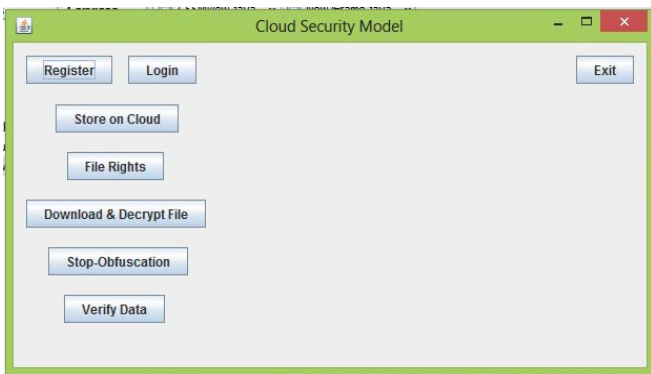 Cloud Security Model
Register Login Exit
Store on Cloud
File Rights
Download & Decrypt File
Stop-Obfuscation
Verify Data